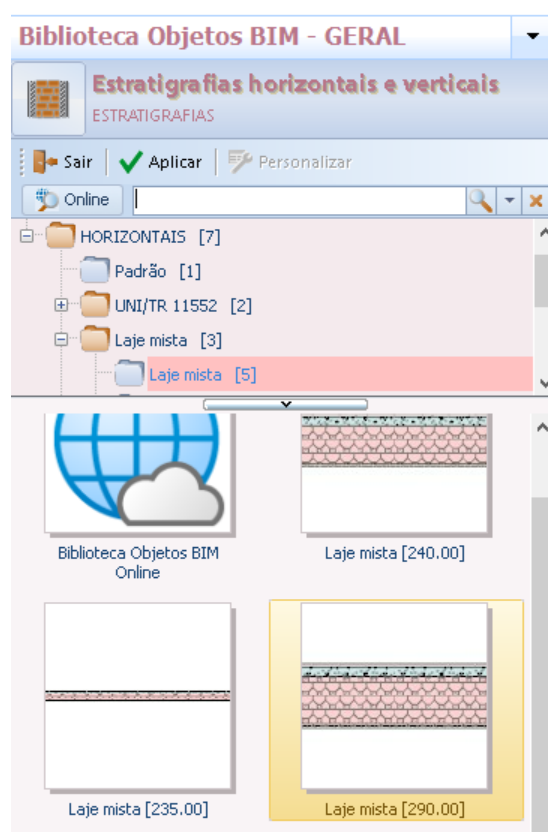 Biblioteca Objetos BIM - GERAL
Estratigrafias horizontais e verticais
ESTRATIGRAFIAS
Sair Aplicar Personalizar
Online
HORIZONTAIS [7]
Padrão [1]
UNI/TR 11552 [2]
Laje mista [3]
Laje mista [5]
Biblioteca Objetos BIM
Online
Laje mista [240.00]
Laje mista [235.00]
Laje mista [290.00]